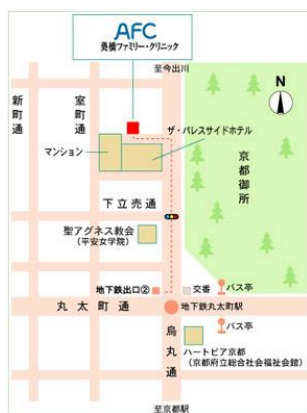 AFC
葵橋ファミリー・クリニック
至今出川
N
新町通
室町通
ザ・パレスサイドホテル
マンション
京都御所
下立売通
聖アグネス教会
(平安女学院)
地下鉄出口②
交番
バス亭
丸太町通
地下鉄丸太町駅
烏丸通
バス亭
ハートピア京都
(京都府立総合社会福祉会館)
至京都駅